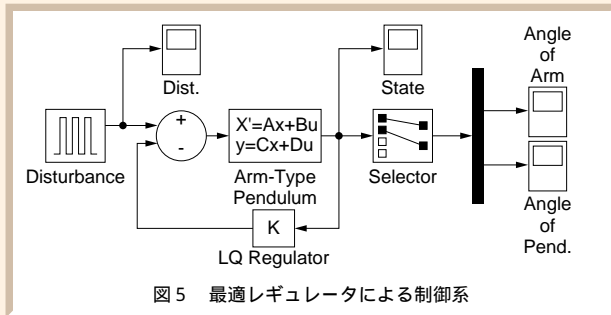 Angle
of
Arm
Dist.
State
+
-
X'=Ax+Bu
y=Cx+Du
Disturbance
Arm-Type
Pendulum
Selector
K
LQ Regulator
Angle
of
Pend.
図5 最適レギュレータによる制御系